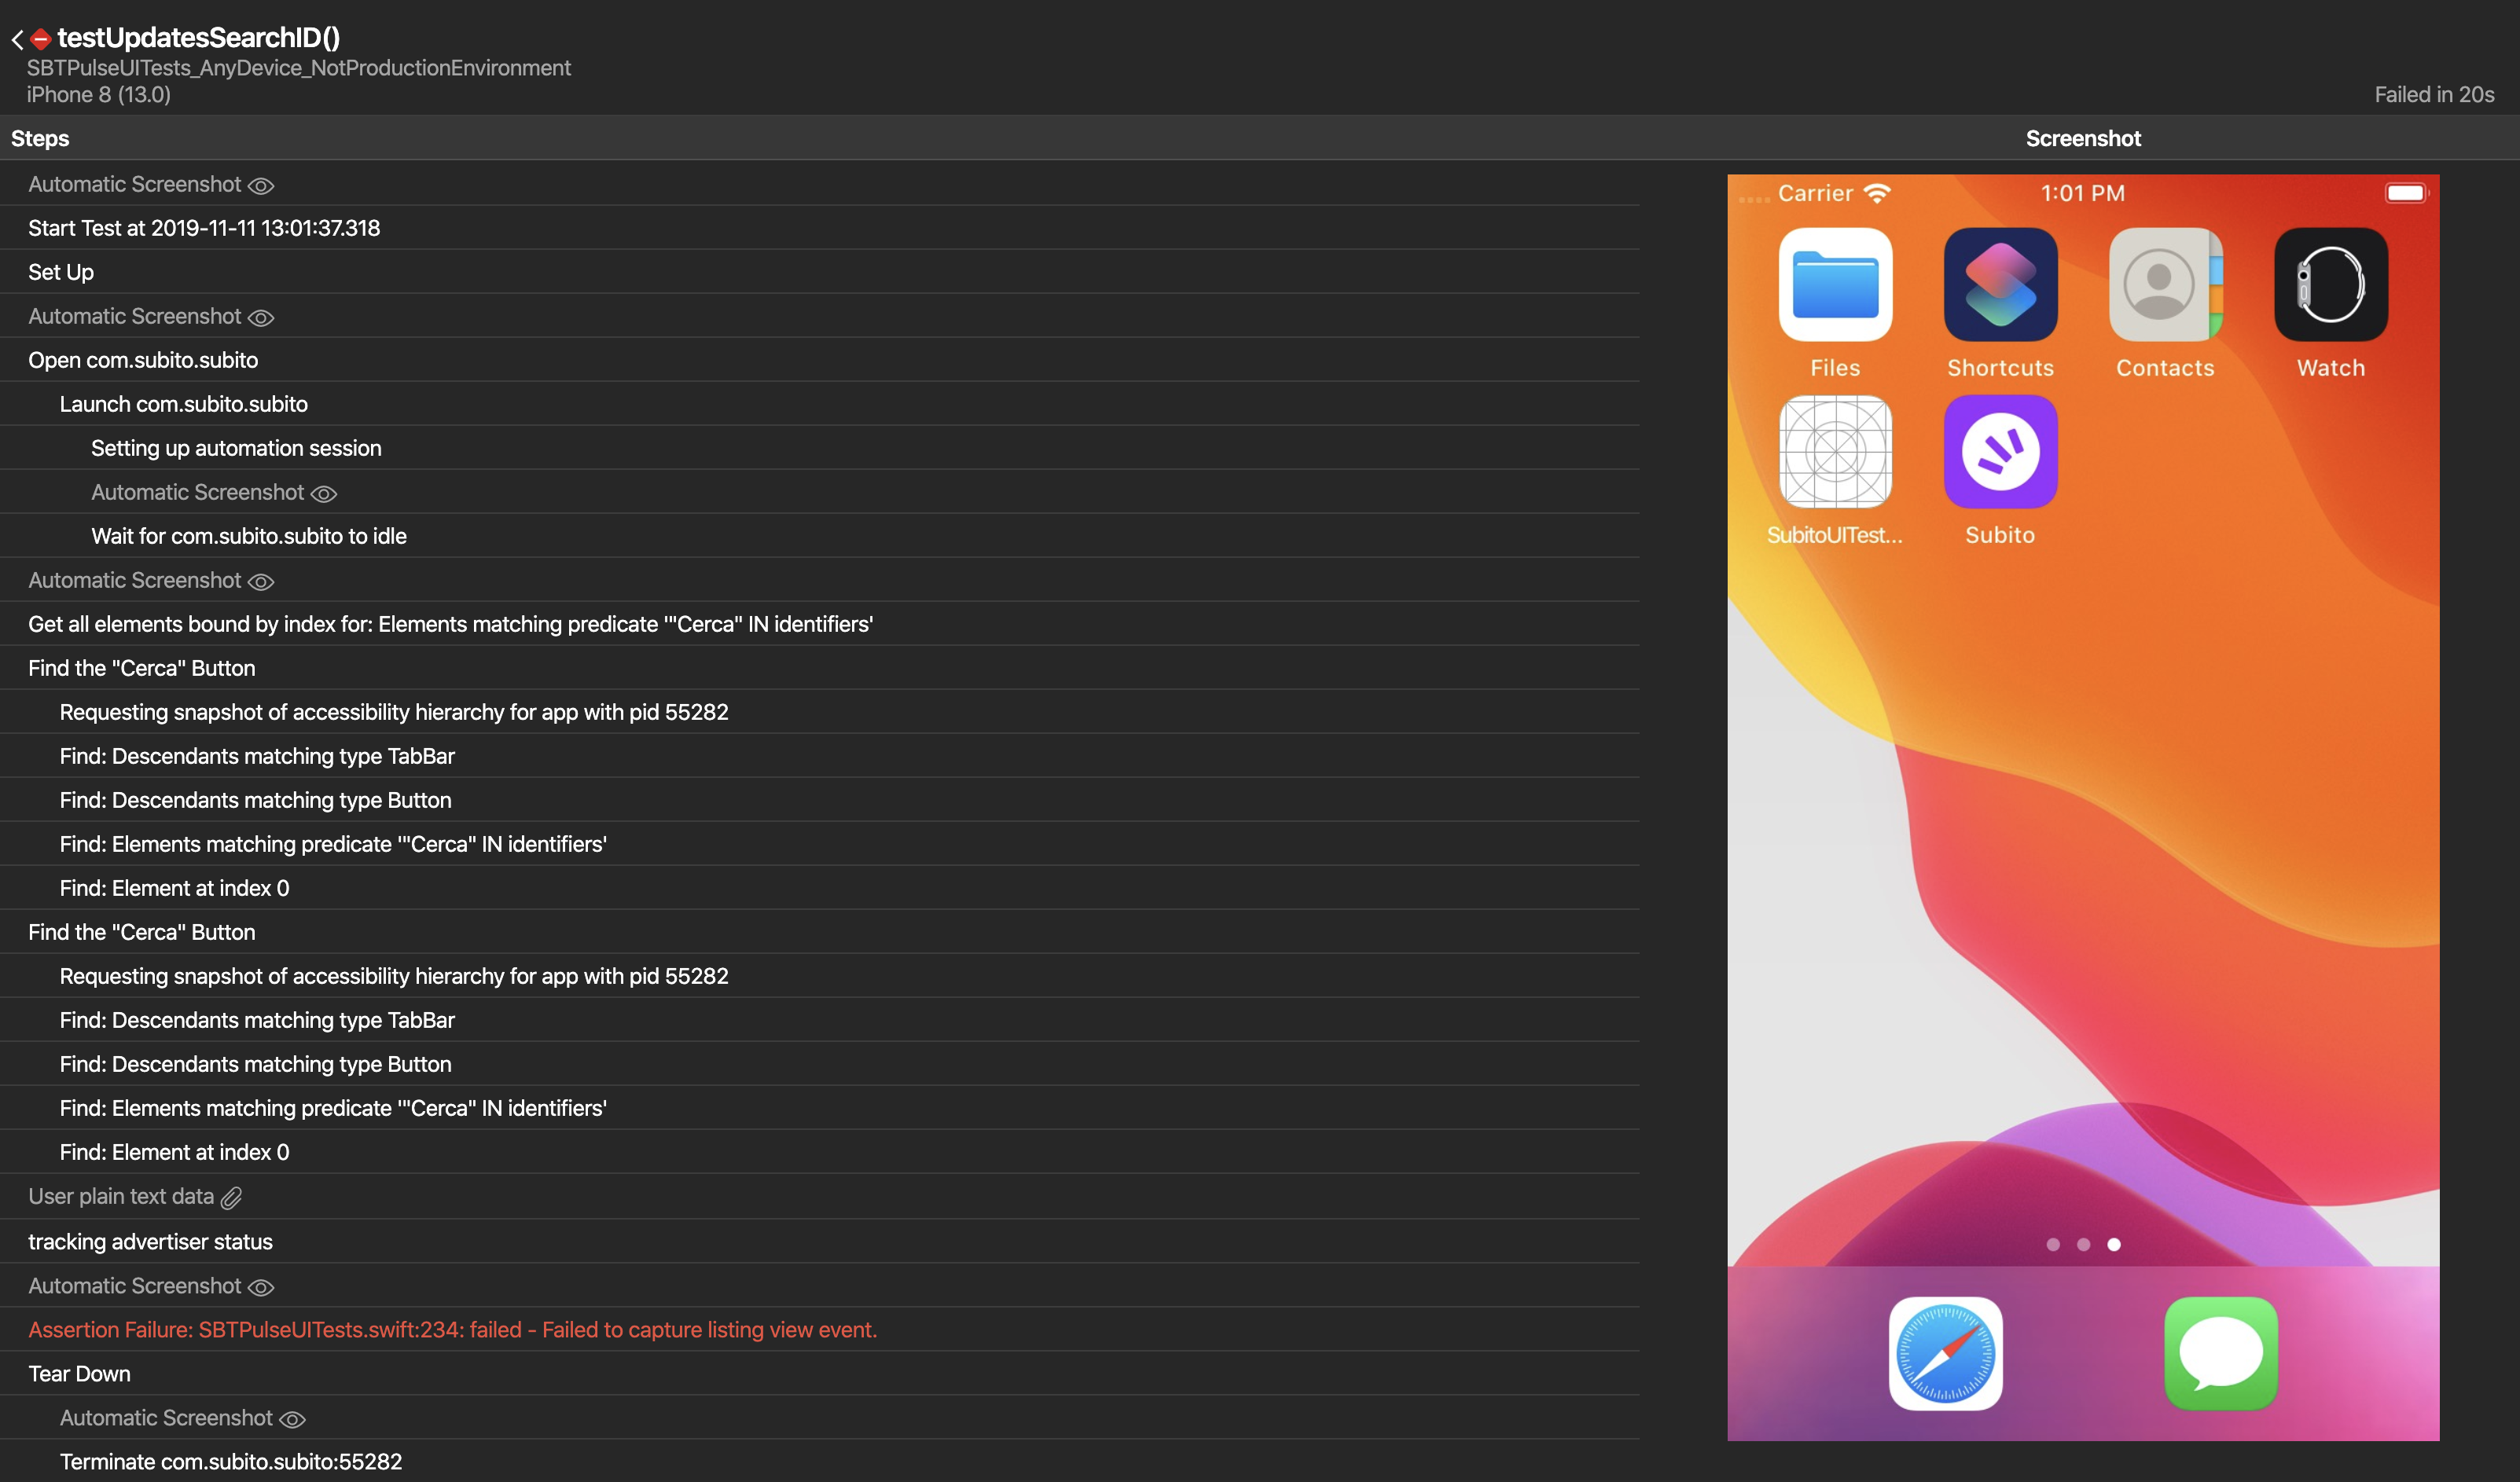 testUpdatesSearchID()
SBTPulseUITests_AnyDevice_NotProductionEnvironment
iPhone 8 (13.0)
Failed in 20s
Steps
Screenshot
Automatic Screenshot
Start Test at 2019-11-11 13:01:37.318
Set Up
Automatic Screenshot
Open com.subito.subito
Launch com.subito.subito
Setting up automation session
Automatic Screenshot
Wait for com.subito.subito to idle
Automatic Screenshot
Get all elements bound by index for: Elements matching predicate '"Cerca" IN identifiers'
Find the "Cerca" Button
Requesting snapshot of accessibility hierarchy for app with pid 55282
Find: Descendants matching type TabBar
Find: Descendants matching type Button
Find: Elements matching predicate '"Cerca" IN identifiers'
Find: Element at index 0
Find the "Cerca" Button
Requesting snapshot of accessibility hierarchy for app with pid 55282
Find: Descendants matching type TabBar
Find: Descendants matching type Button
Find: Elements matching predicate '"Cerca" IN identifiers'
Find: Element at index 0
User plain text data
tracking advertiser status
Automatic Screenshot
Assertion Failure: SBTPulseUITests.swift:234: failed - Failed to capture listing view event.
Tear Down
Automatic Screenshot
Terminate com.subito.subito:55282
Carrier 1:01 PM
Files Shortcuts Contacts Watch
SubitoUITest... Subito